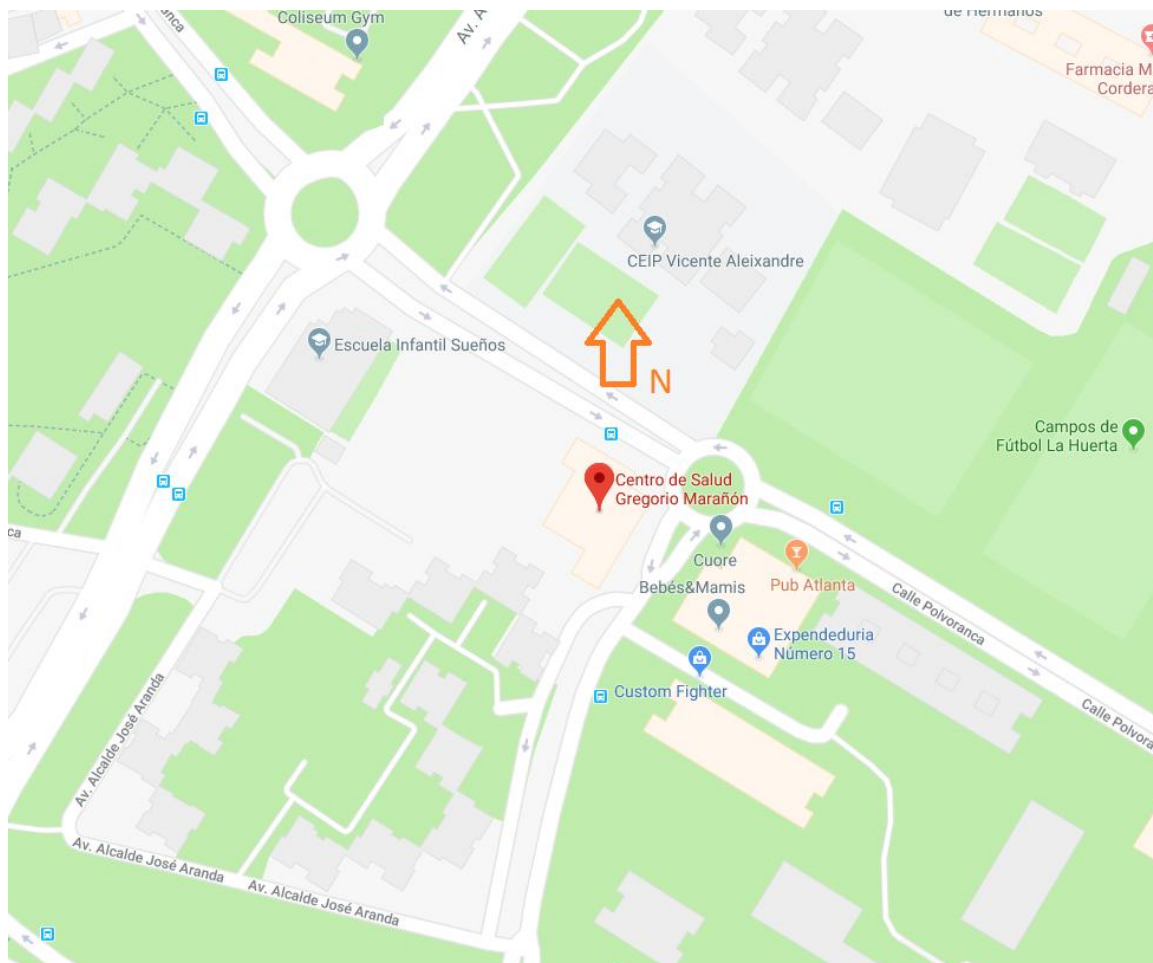 Coliseum Gym
de Hermanos
Farmacia M
Cordera
CEIP Vicente Aleixandre
Escuela Infantil Sueños
N
Campos de
Fútbol La Huerta
Centro de Salud
Gregorio Marañón
Cuore
Bebés&Mamis
Pub Atlanta
Calle Polvoranca
Expendeduria
Número 15
Custom Fighter
Calle Polvora
Av. Alcalde José Aranda
Av. Alcalde José Aranda
Av. Alcalde José Aranda